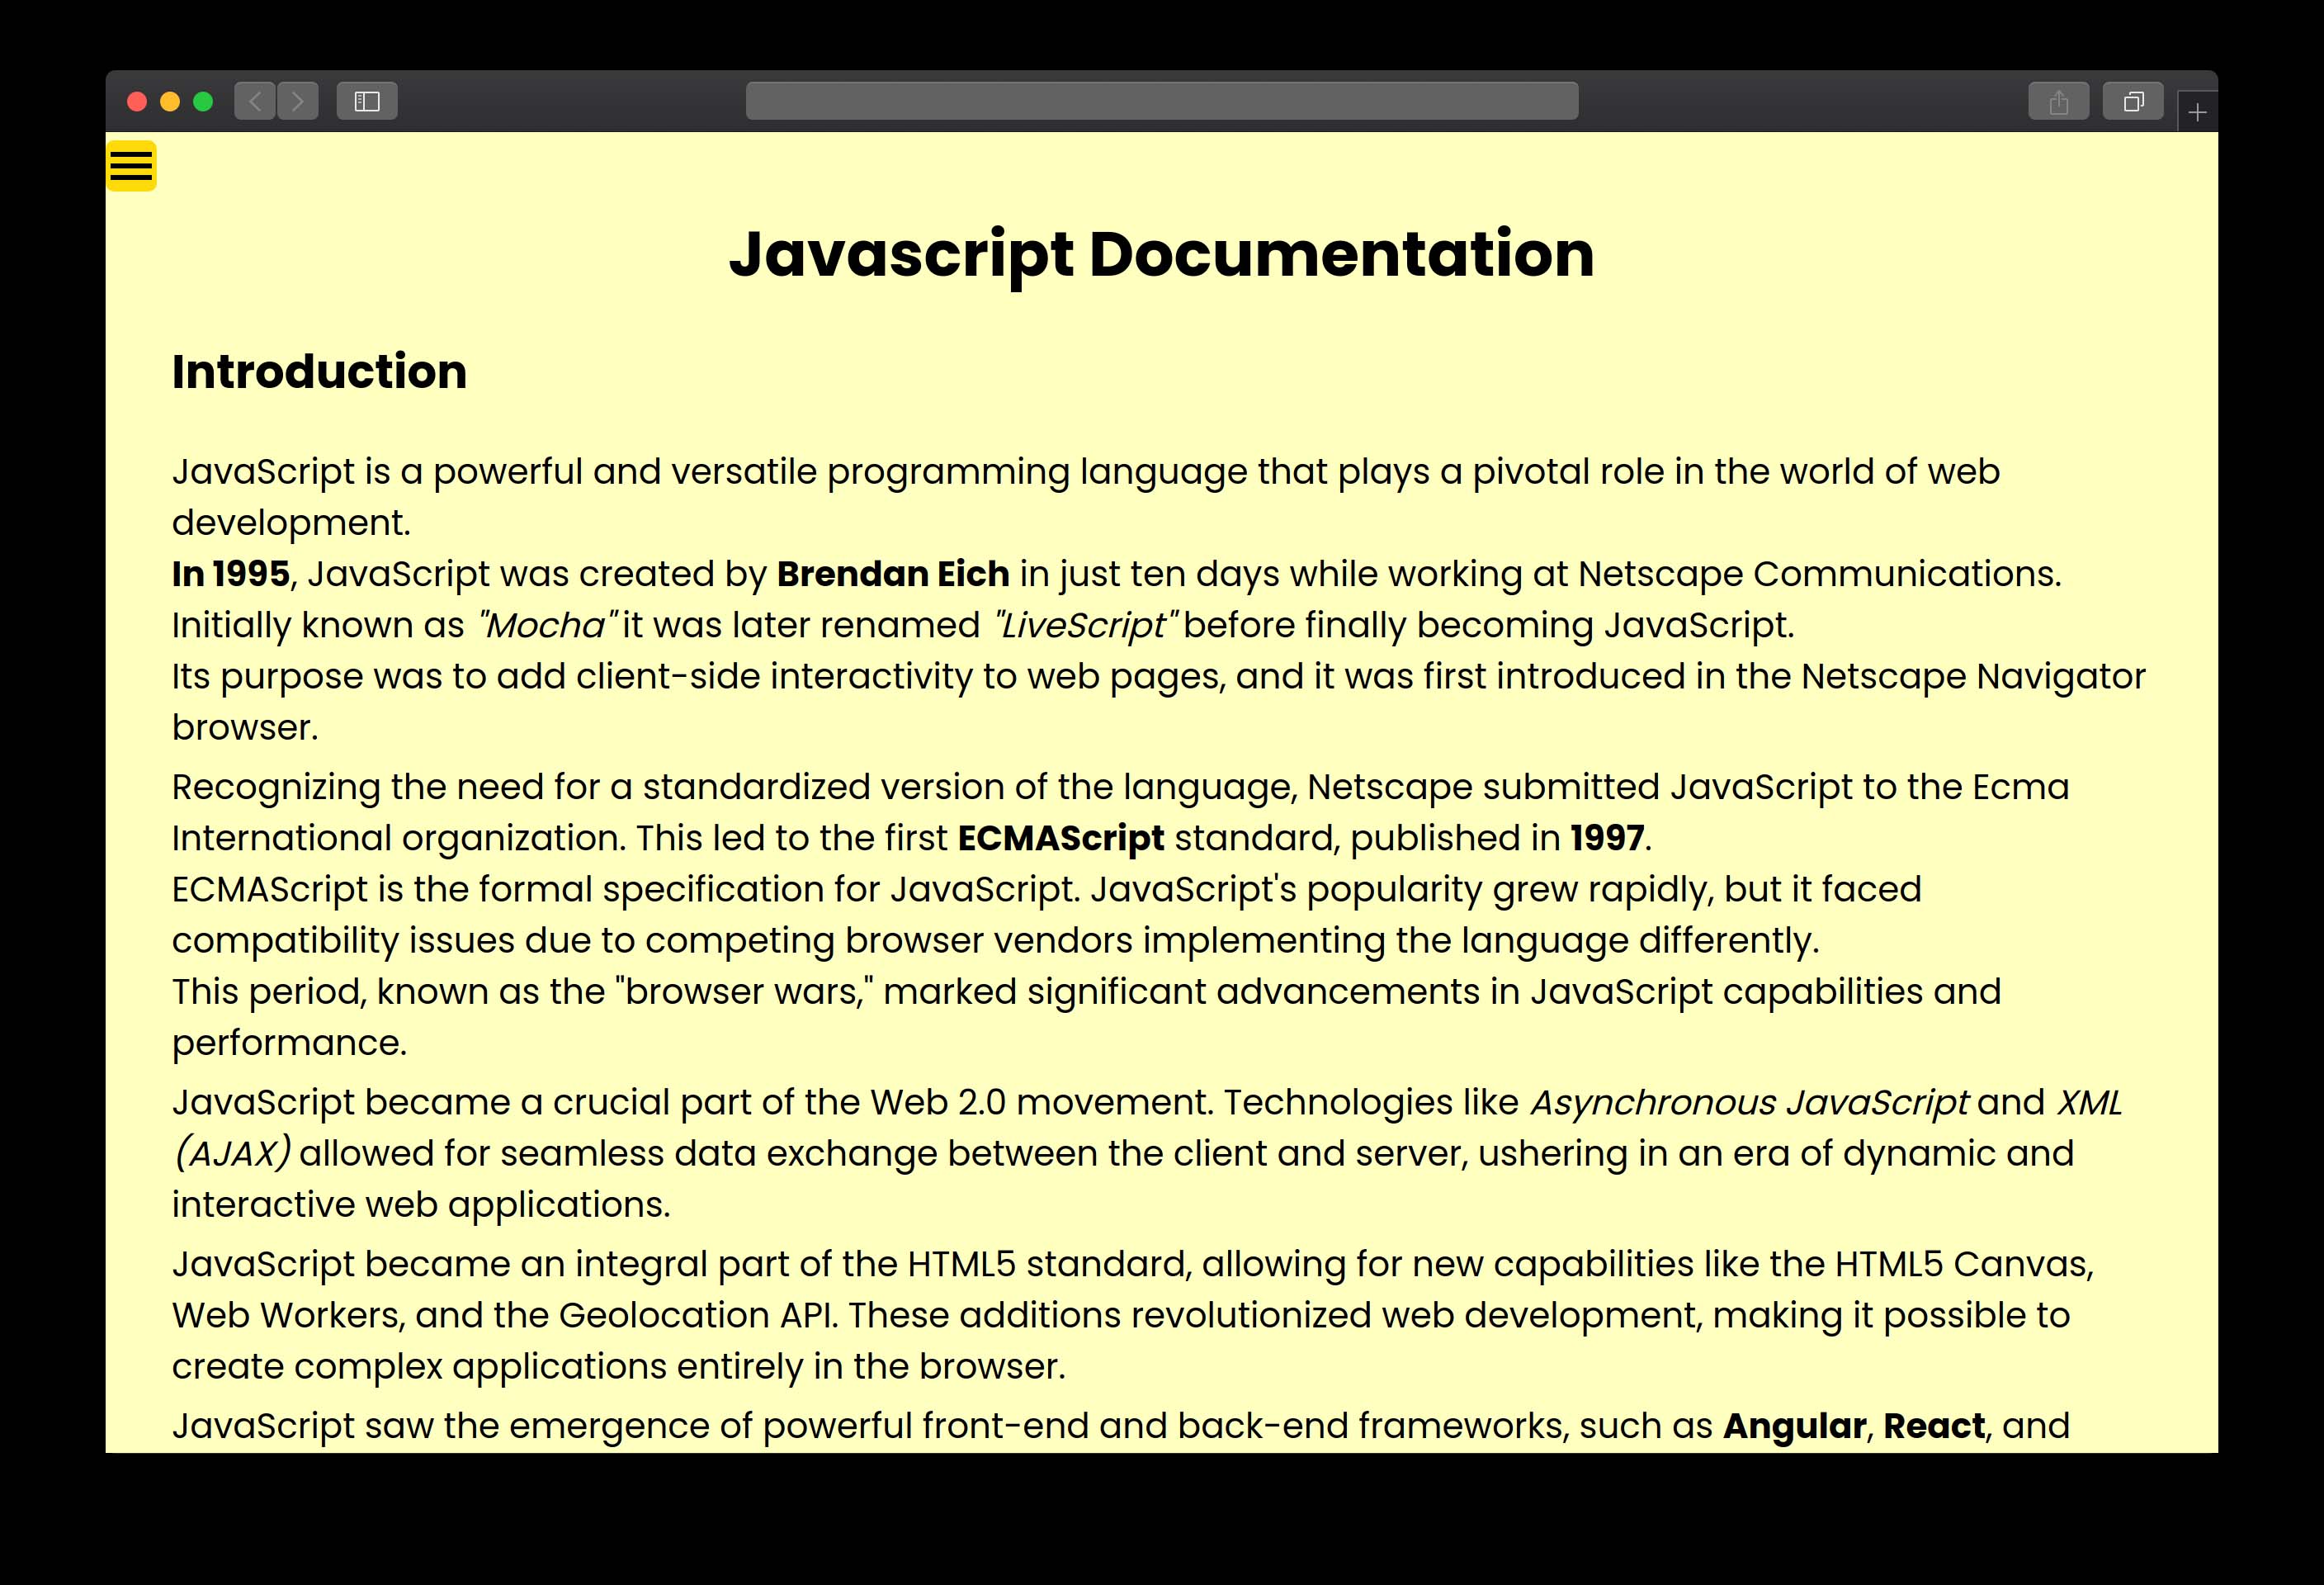 Javascript Documentation
Introduction
JavaScript is a powerful and versatile programming language that plays a pivotal role in the world of web
development.
In 1995, JavaScript was created by Brendan Eich in just ten days while working at Netscape Communications.
Initially known as "Mocha" it was later renamed "LiveScript" before finally becoming JavaScript.
Its purpose was to add client-side interactivity to web pages, and it was first introduced in the Netscape Navigator
browser.
Recognizing the need for a standardized version of the language, Netscape submitted JavaScript to the Ecma
International organization. This led to the first ECMAScript standard, published in 1997.
ECMAScript is the formal specification for JavaScript. JavaScript's popularity grew rapidly, but it faced
compatibility issues due to competing browser vendors implementing the language differently.
This period, known as the "browser wars," marked significant advancements in JavaScript capabilities and
performance.
JavaScript became a crucial part of the Web 2.0 movement. Technologies like Asynchronous JavaScript and XML
(AJAX) allowed for seamless data exchange between the client and server, ushering in an era of dynamic and
interactive web applications.
JavaScript became an integral part of the HTML5 standard, allowing for new capabilities like the HTML5 Canvas,
Web Workers, and the Geolocation API. These additions revolutionized web development, making it possible to
create complex applications entirely in the browser.
JavaScript saw the emergence of powerful front-end and back-end frameworks, such as Angular, React, and